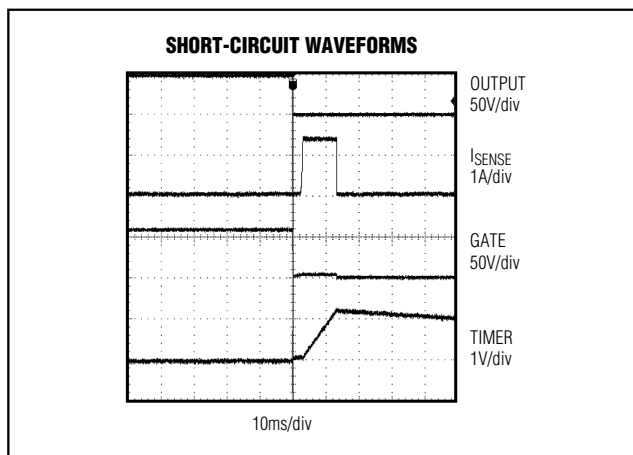 SHORT-CIRCUIT WAVEFORMS
OUTPUT
50V/div
ISENSE
1A/div
GATE
50V/div
TIMER
1V/div
10ms/div